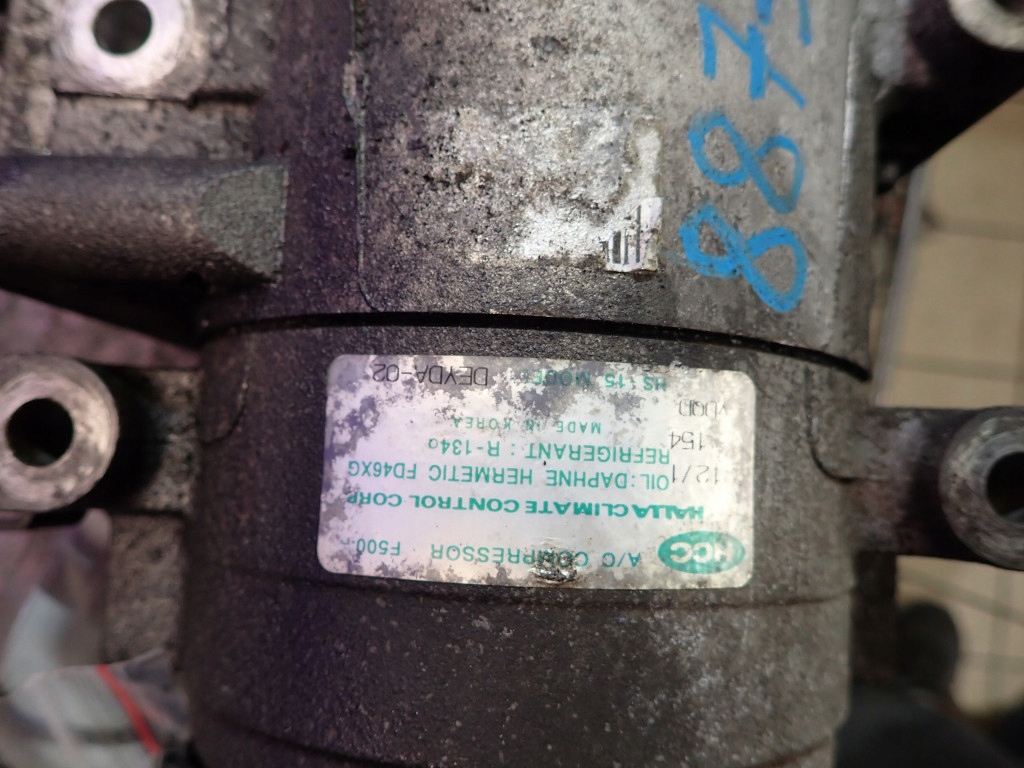 HCC A/C COMPRESSOR F500-
HALLA CLIMATE CONTROL CORP
OIL: DAPHNE HERMETIC FD46XG
REFRIGERANT : R-134a
MADE IN KOREA
HS-15 MODEL DEYDA-02
12/1
154
887